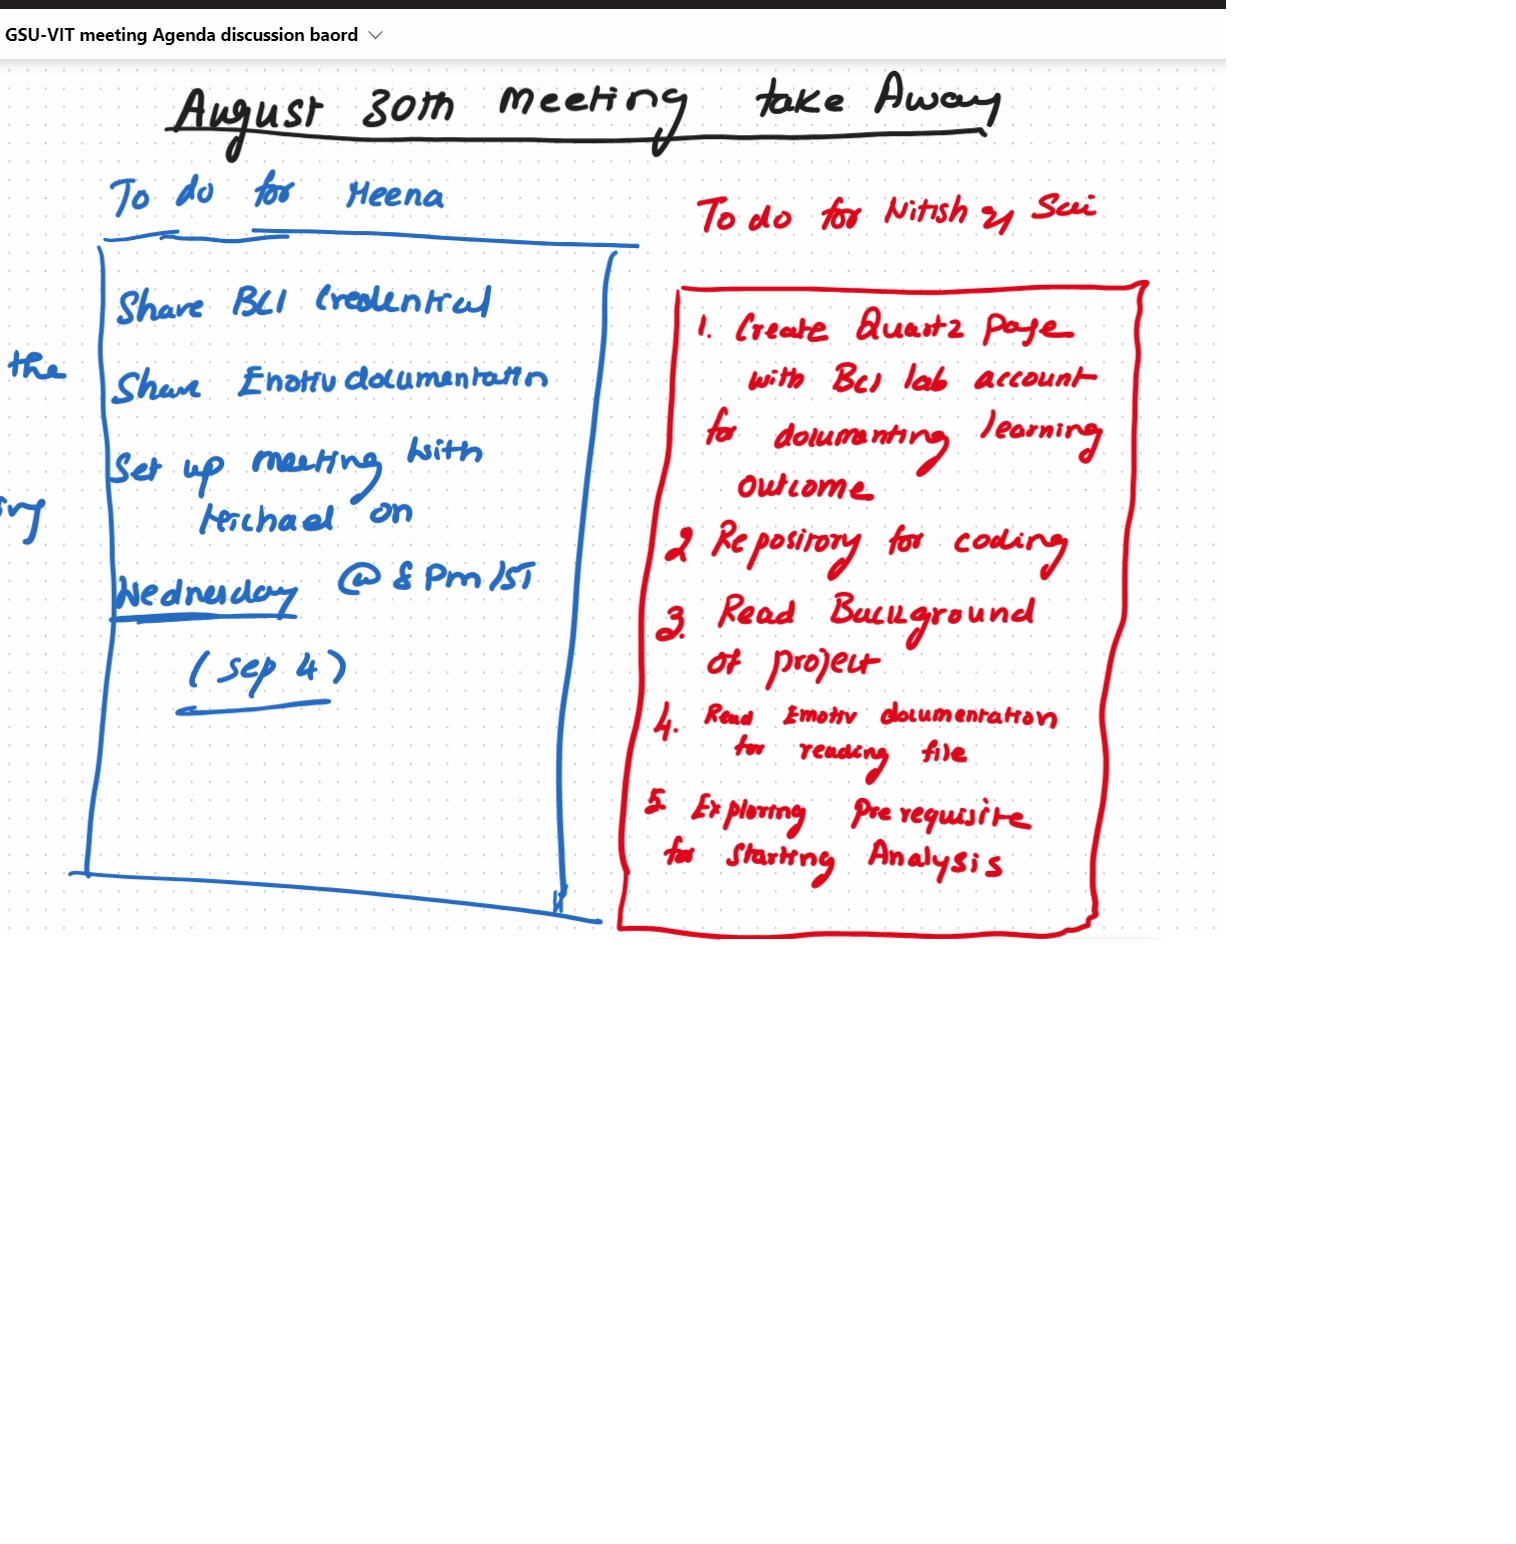 GSU-VIT meeting Agenda discussion baord
August 30th meeting take Away
To do for Heena
Share BCI Credential
Share Emotiv documentation
Set up meeting with
Michael on
Wednesday @ 8 Pm IST
(sep 4)
the
To do for Nitish & Sai
1. Create Quartz page
with BCI lab account
for documenting learning
outcome
2 Repository for coding
3. Read Background
of project
4. Read Emotiv documentation
for reading file
5 Exploring Pre requisite
for starting Analysis